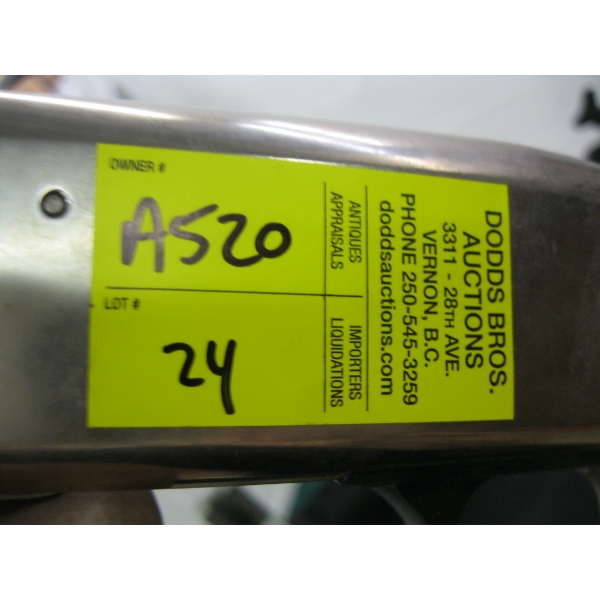 OWNER #
A520
LOT #
24
ANTIQUES
APPRAISALS
IMPORTERS
LIQUIDATIONS
DODDS BROS.
AUCTIONS
3311 - 28TH AVE.
VERNON, B.C.
PHONE 250-545-3259
doddsauctions.com